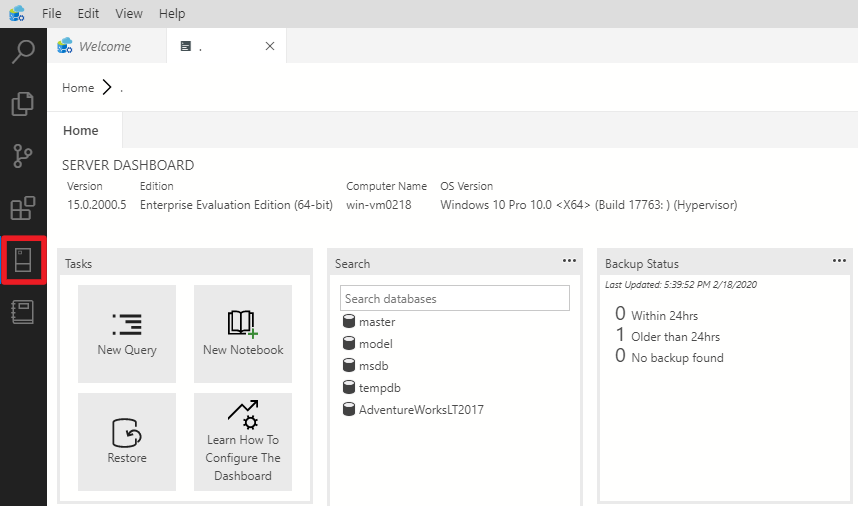 File Edit View Help
Welcome .
Home .
Home
SERVER DASHBOARD
Version Edition Computer Name OS Version
15.0.2000.5 Enterprise Evaluation Edition (64-bit) win-vm0218 Windows 10 Pro 10.0 <X64> (Build 17763: ) (Hypervisor)
Tasks
New Query
New Notebook
Restore
Learn How To
Configure The
Dashboard
Search
Search databases
master
model
msdb
tempdb
AdventureWorksLT2017
Backup Status
Last Updated: 5:39:52 PM 2/18/2020
0 Within 24hrs
1 Older than 24hrs
0 No backup found